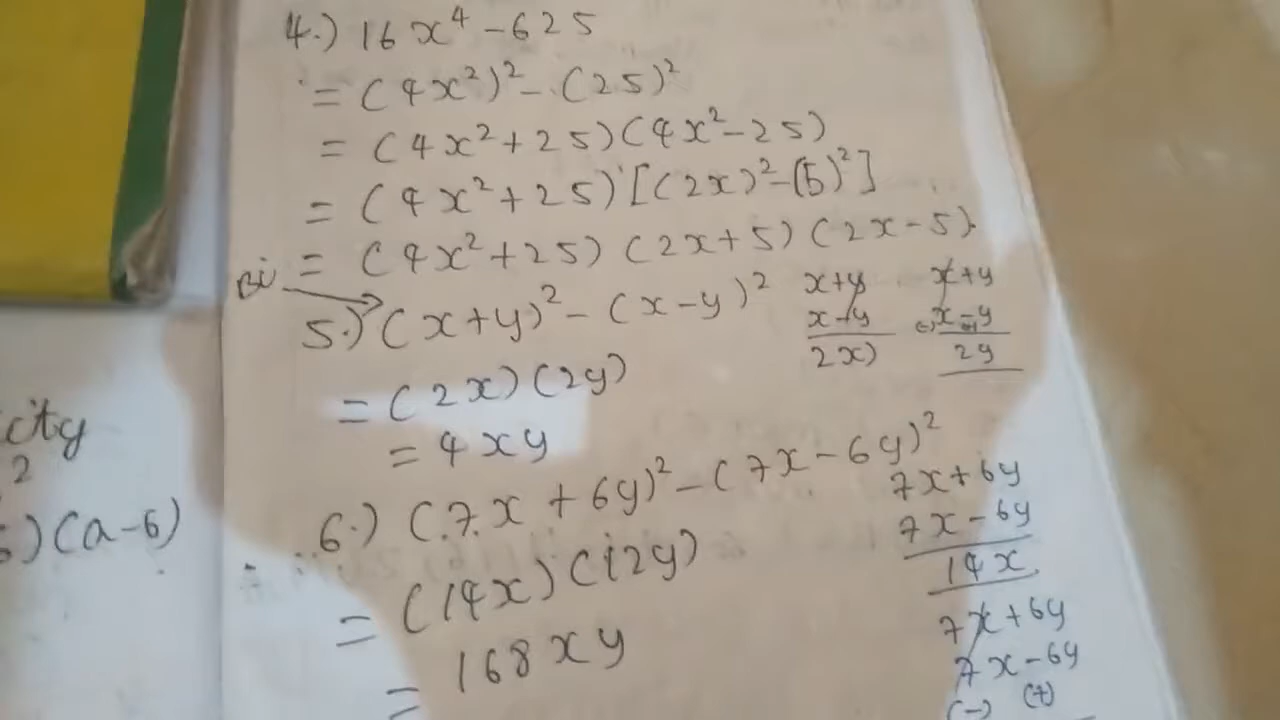 4.) 16x⁴ - 625
= (4x²)² - (25)²
= (4x² + 25)(4x² - 25)
= (4x² + 25)[(2x)² - (5)²]
= (4x² + 25) (2x + 5) (2x - 5)
5.) (x + y)² - (x - y)²
x + y
x - y
2x)
x + y
(-) x - y
2y
= (2x) (2y)
= 4xy
6.) (7x + 6y)² - (7x - 6y)²
7x + 6y
7x - 6y
14x
= (14x) (12y)
= 168xy
7x + 6y
7x - 6y
(-) (+)
city
2
) (a - 6)